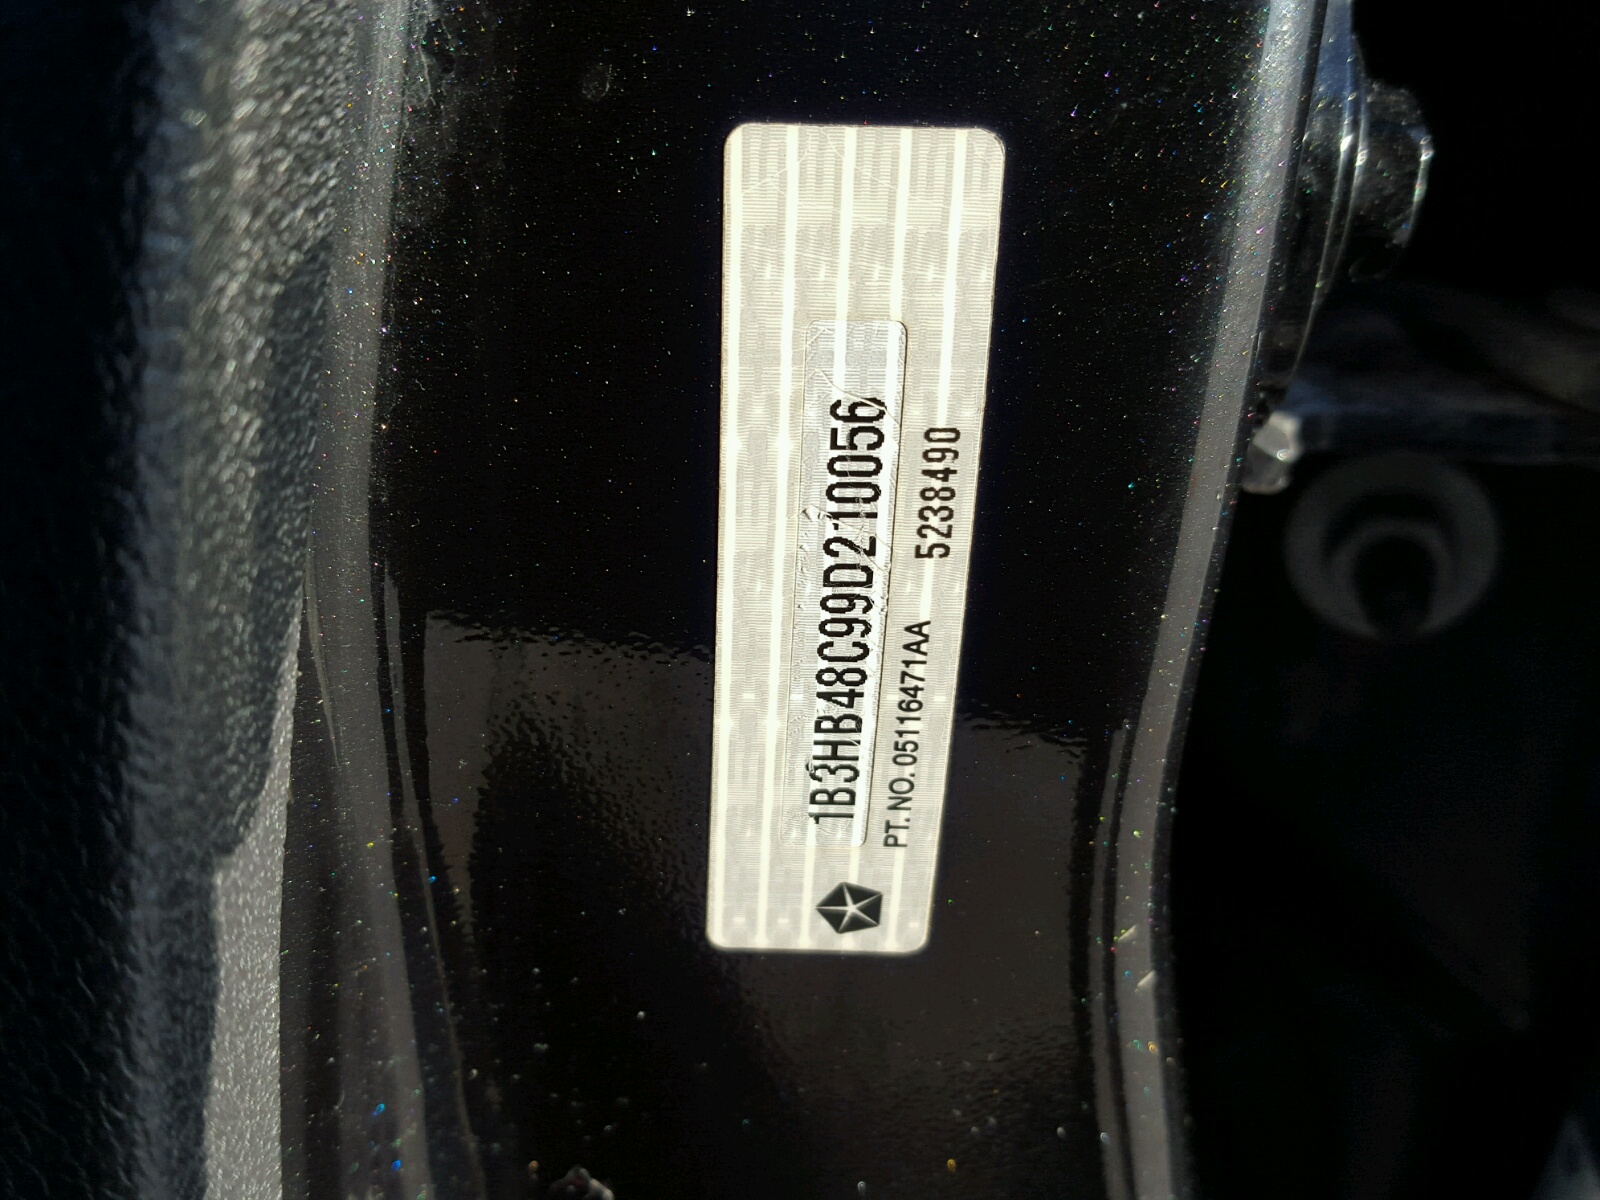 1B3HB48C99D210056
PT. NO. 05116471AA 5238490